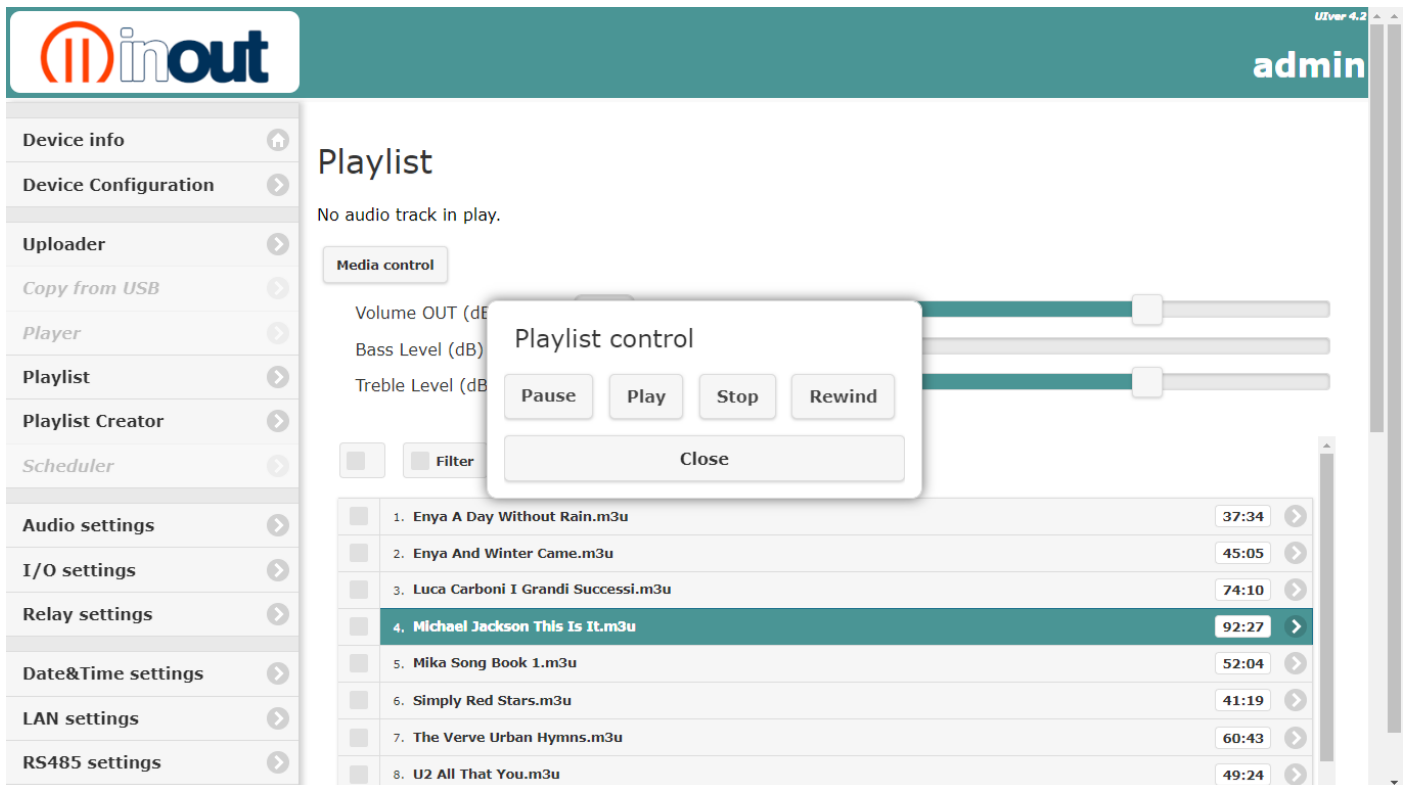 inout
UIver 4.2
admin
Device info
Device Configuration
Uploader
Copy from USB
Player
Playlist
Playlist Creator
Scheduler
Audio settings
I/O settings
Relay settings
Date&Time settings
LAN settings
RS485 settings
Playlist
No audio track in play.
Media control
Volume OUT (dB
Bass Level (dB)
Treble Level (dB
Playlist control
Pause Play Stop Rewind
Close
Filter
1. Enya A Day Without Rain.m3u 37:34
2. Enya And Winter Came.m3u 45:05
3. Luca Carboni I Grandi Successi.m3u 74:10
4. Michael Jackson This Is It.m3u 92:27
5. Mika Song Book 1.m3u 52:04
6. Simply Red Stars.m3u 41:19
7. The Verve Urban Hymns.m3u 60:43
8. U2 All That You.m3u 49:24